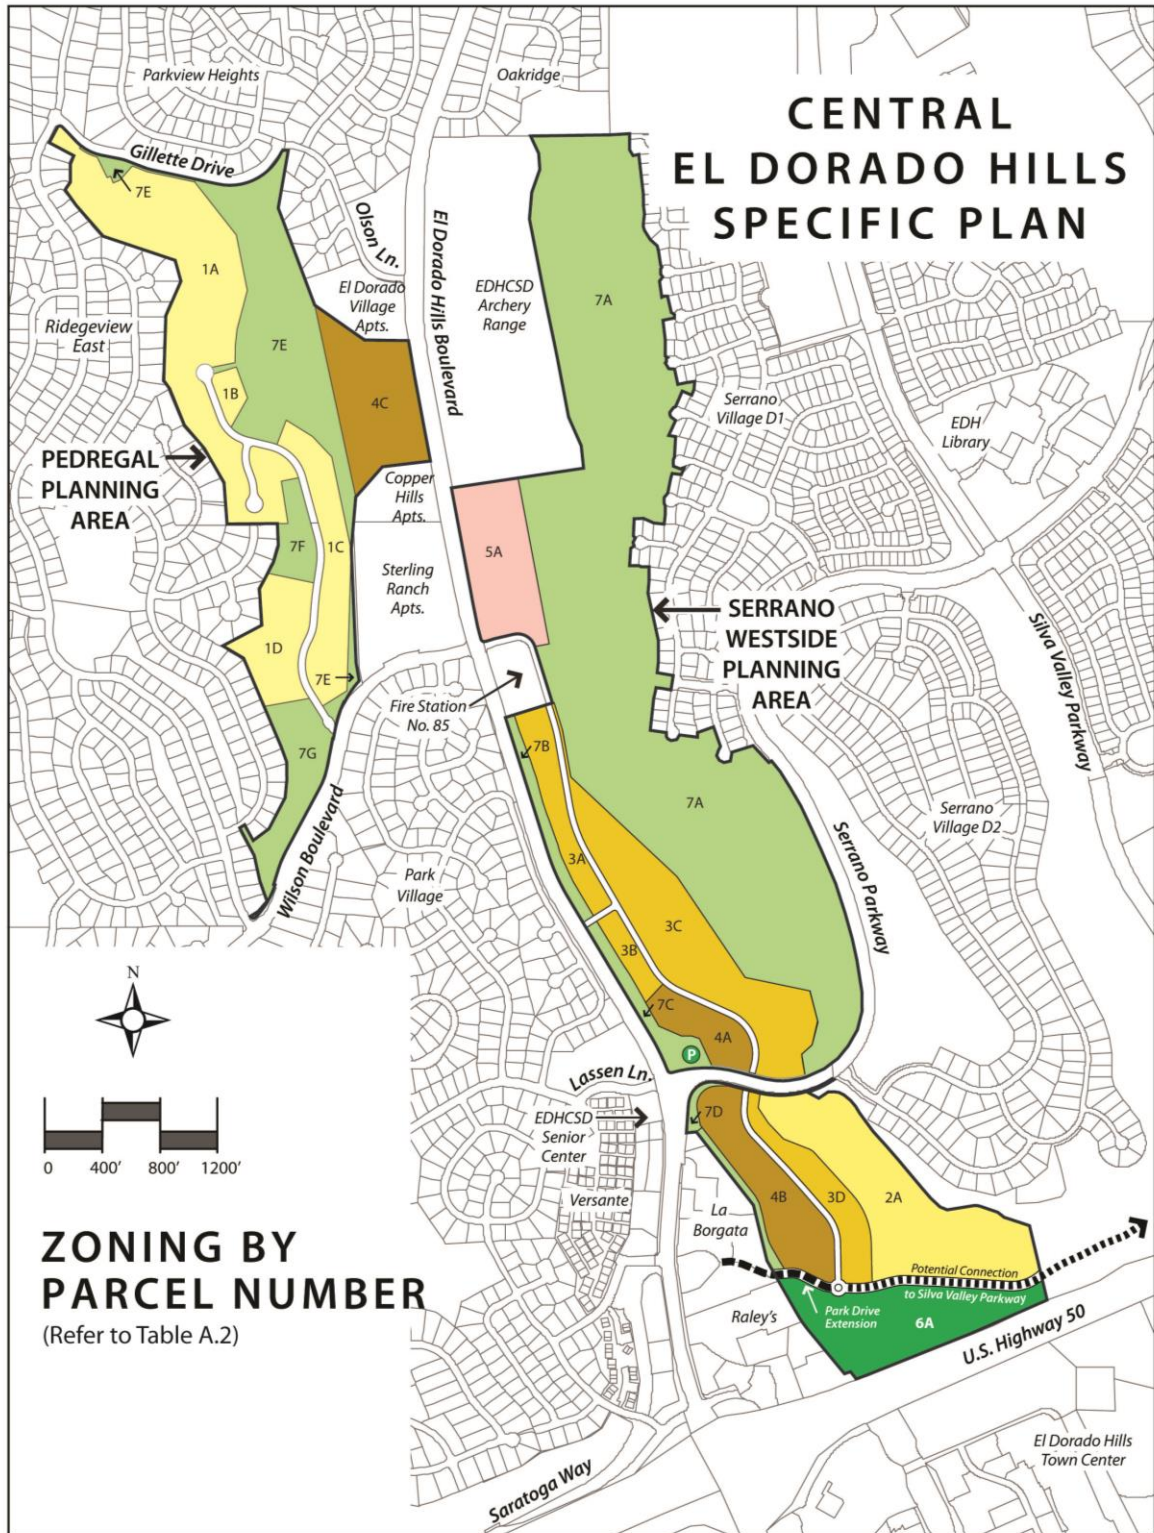 CENTRAL
EL DORADO HILLS
SPECIFIC PLAN
Parkview Heights
Oakridge
Gillette Drive
7E
Olson Ln.
El Dorado Hills Boulevard
1A
El Dorado
Village
Apts.
EDHCSD
Archery
Range
7A
Ridgeview
East
7E
1B
4C
Serrano
Village D1
EDH
Library
PEDREGAL
PLANNING
AREA
Copper
Hills
Apts.
7F
1C
5A
Sterling
Ranch
Apts.
SERRANO
WESTSIDE
PLANNING
AREA
Silva Valley Parkway
1D
7E
Fire Station
No. 85
7B
7G
7A
Serrano
Village D2
Serrano Parkway
Wilson Boulevard
3A
Park
Village
3C
3B
N
7C
4A
P
Lassen Ln.
7D
EDHCSD
Senior
Center
0 400' 800' 1200'
4B
3D
2A
Versante
La
Borgata
ZONING BY
PARCEL NUMBER
(Refer to Table A.2)
Potential Connection
to Silva Valley Parkway
Park Drive
Extension
Raley's
6A
U.S. Highway 50
El Dorado Hills
Town Center
Saratoga Way